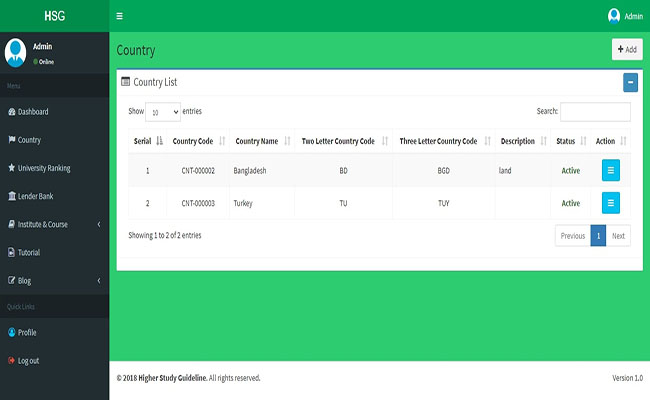 HSG
Admin
Admin
Online
Menu
Dashboard
Country
University Ranking
Lender Bank
Institute & Course
Tutorial
Blog
Quick Links
Profile
Log out
Country
Add
Country List
Show 10 entries
Search:
Serial Country Code Country Name Two Letter Country Code Three Letter Country Code Description Status Action
1 CNT-000002 Bangladesh BD BGD land Active
2 CNT-000003 Turkey TU TUY Active
Showing 1 to 2 of 2 entries
Previous 1 Next
© 2018 Higher Study Guideline. All rights reserved.
Version 1.0